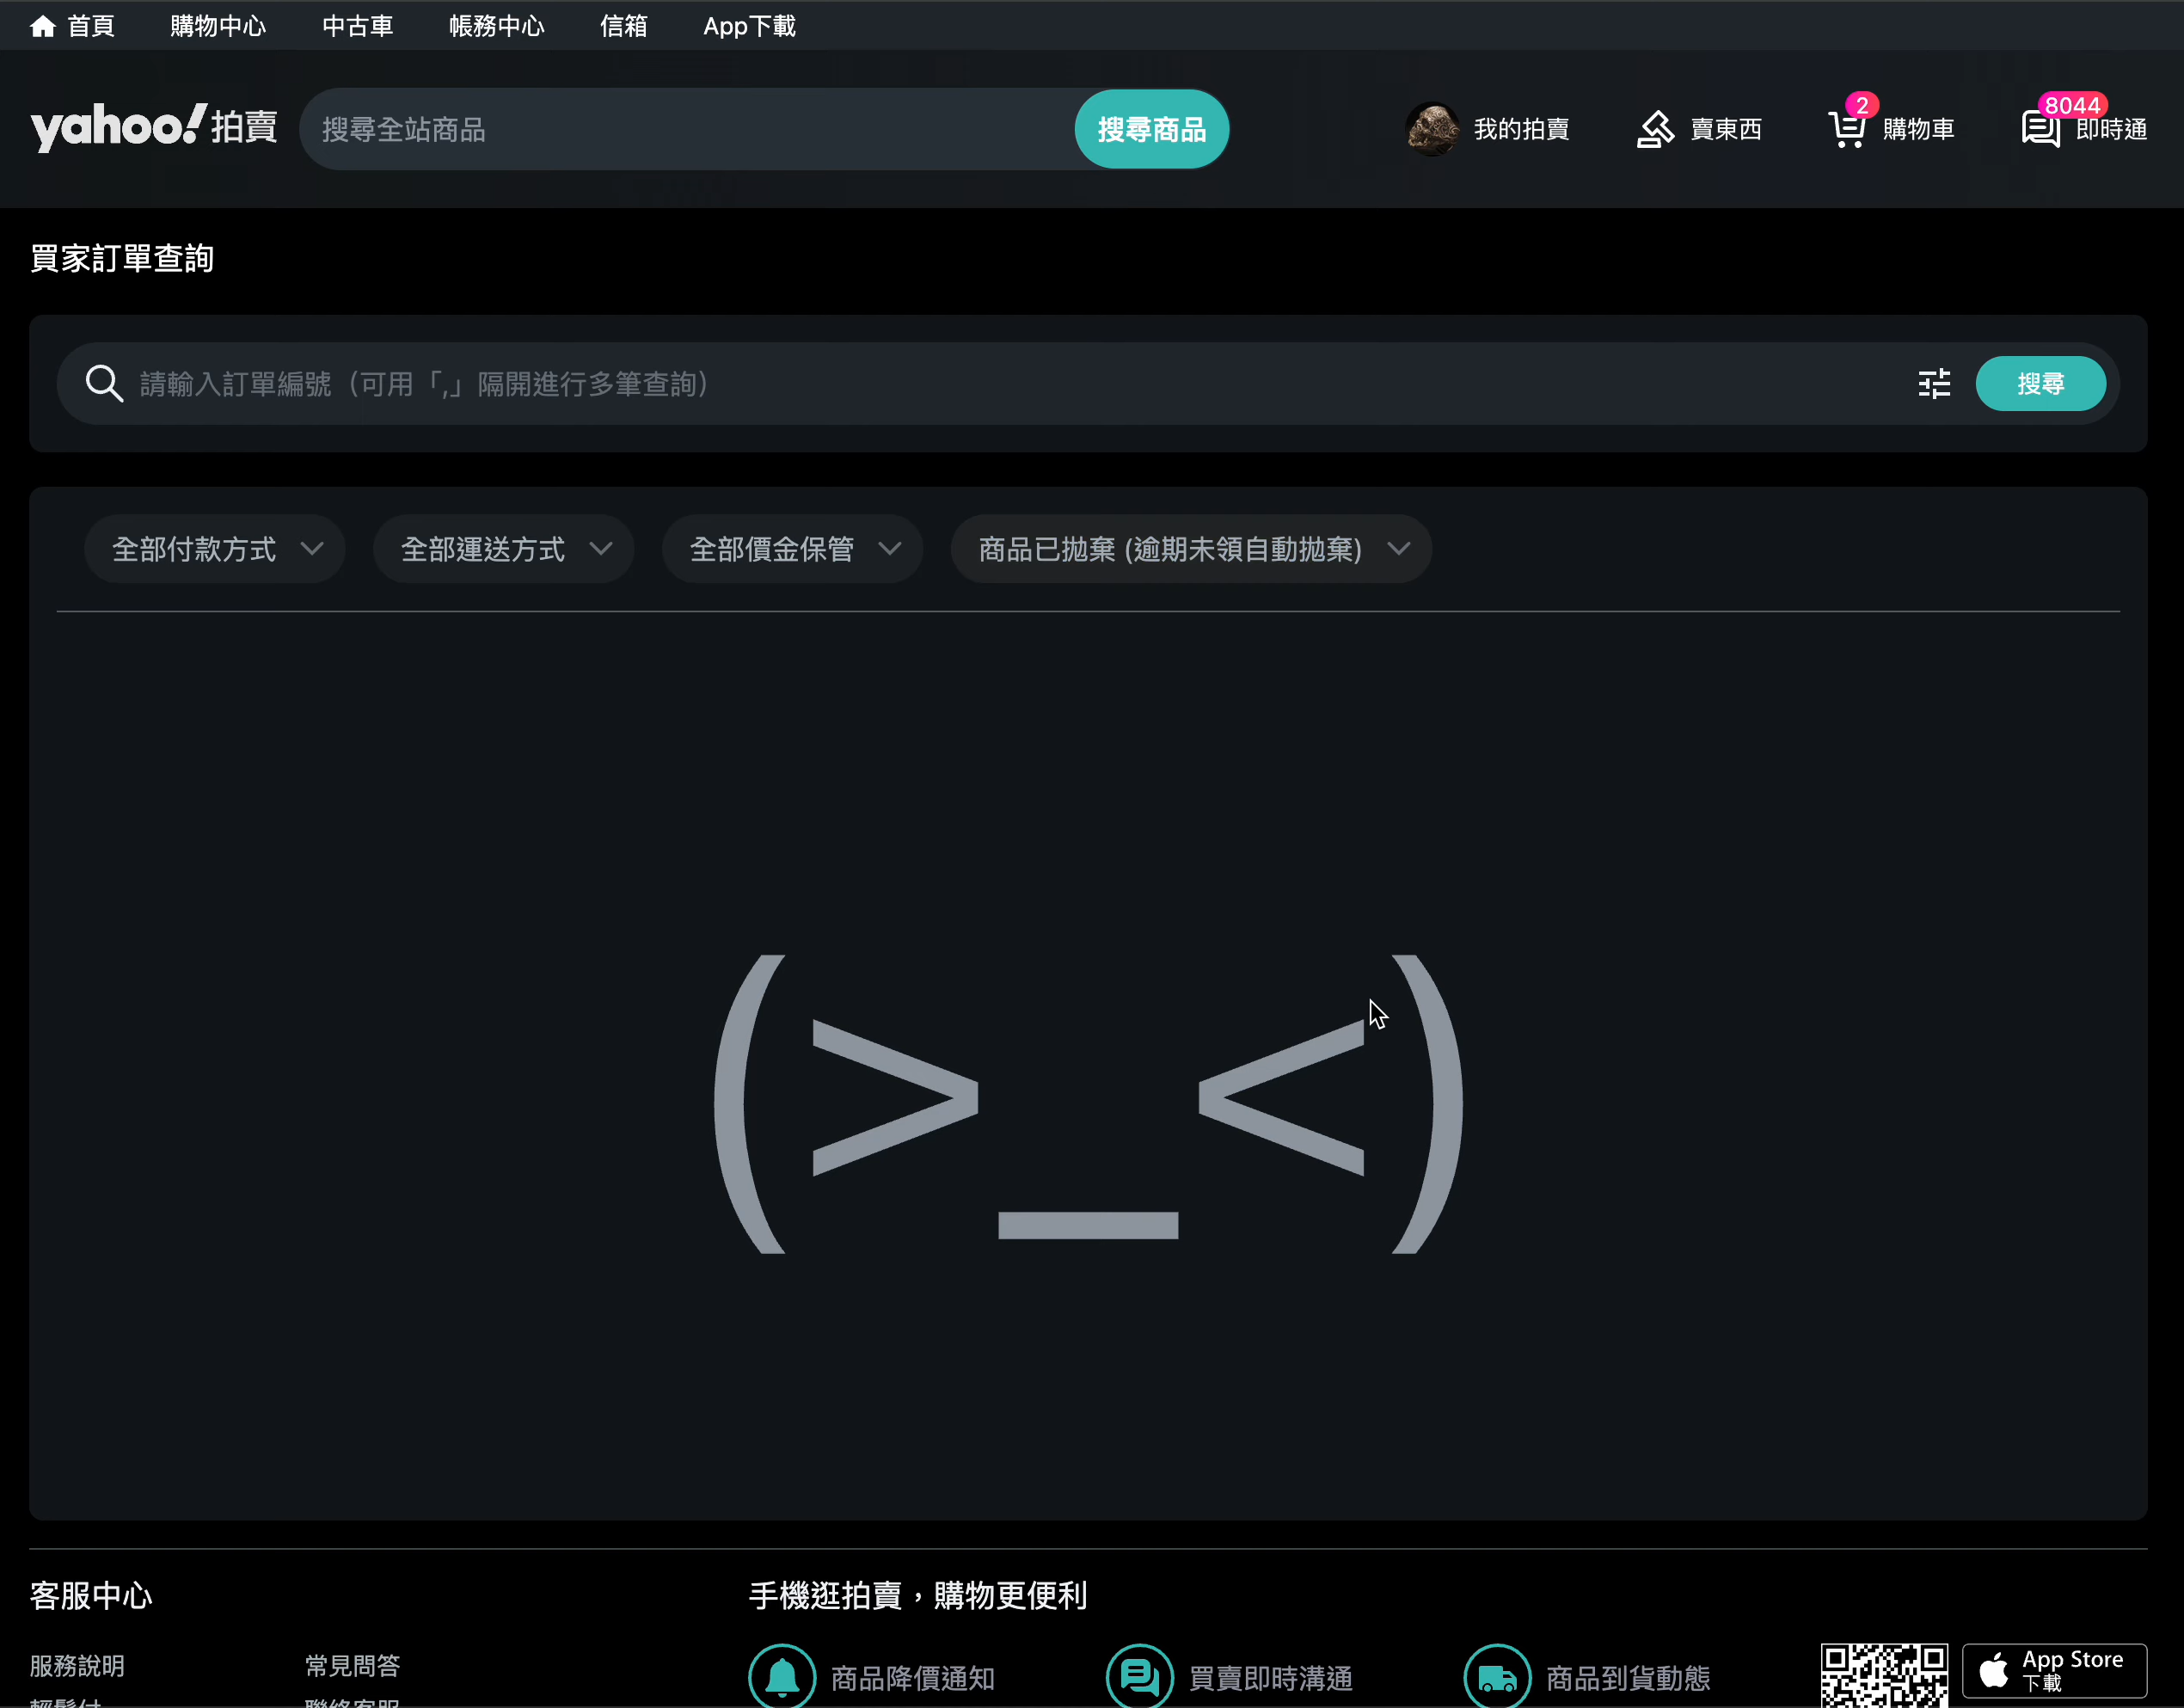 首頁 購物中心 中古車 帳務中心 信箱 App下載
yahoo!拍賣 搜尋全站商品 搜尋商品 我的拍賣 賣東西 2 購物車 8044 即時通
買家訂單查詢
請輸入訂單編號（可用「,」隔開進行多筆查詢） 搜尋
全部付款方式 全部運送方式 全部價金保管 商品已拋棄 (逾期未領自動拋棄)
(>_<)
客服中心 手機逛拍賣，購物更便利
服務說明 常見問答 商品降價通知 買賣即時溝通 商品到貨動態 App Store
下載
輕鬆付 聯絡客服